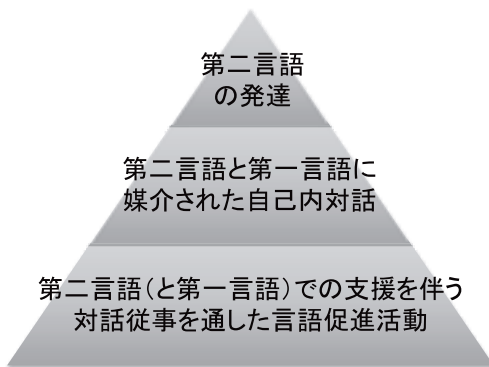 第二言語
の発達
第二言語と第一言語に
媒介された自己内対話
第二言語(と第一言語)での支援を伴う
対話従事を通した言語促進活動